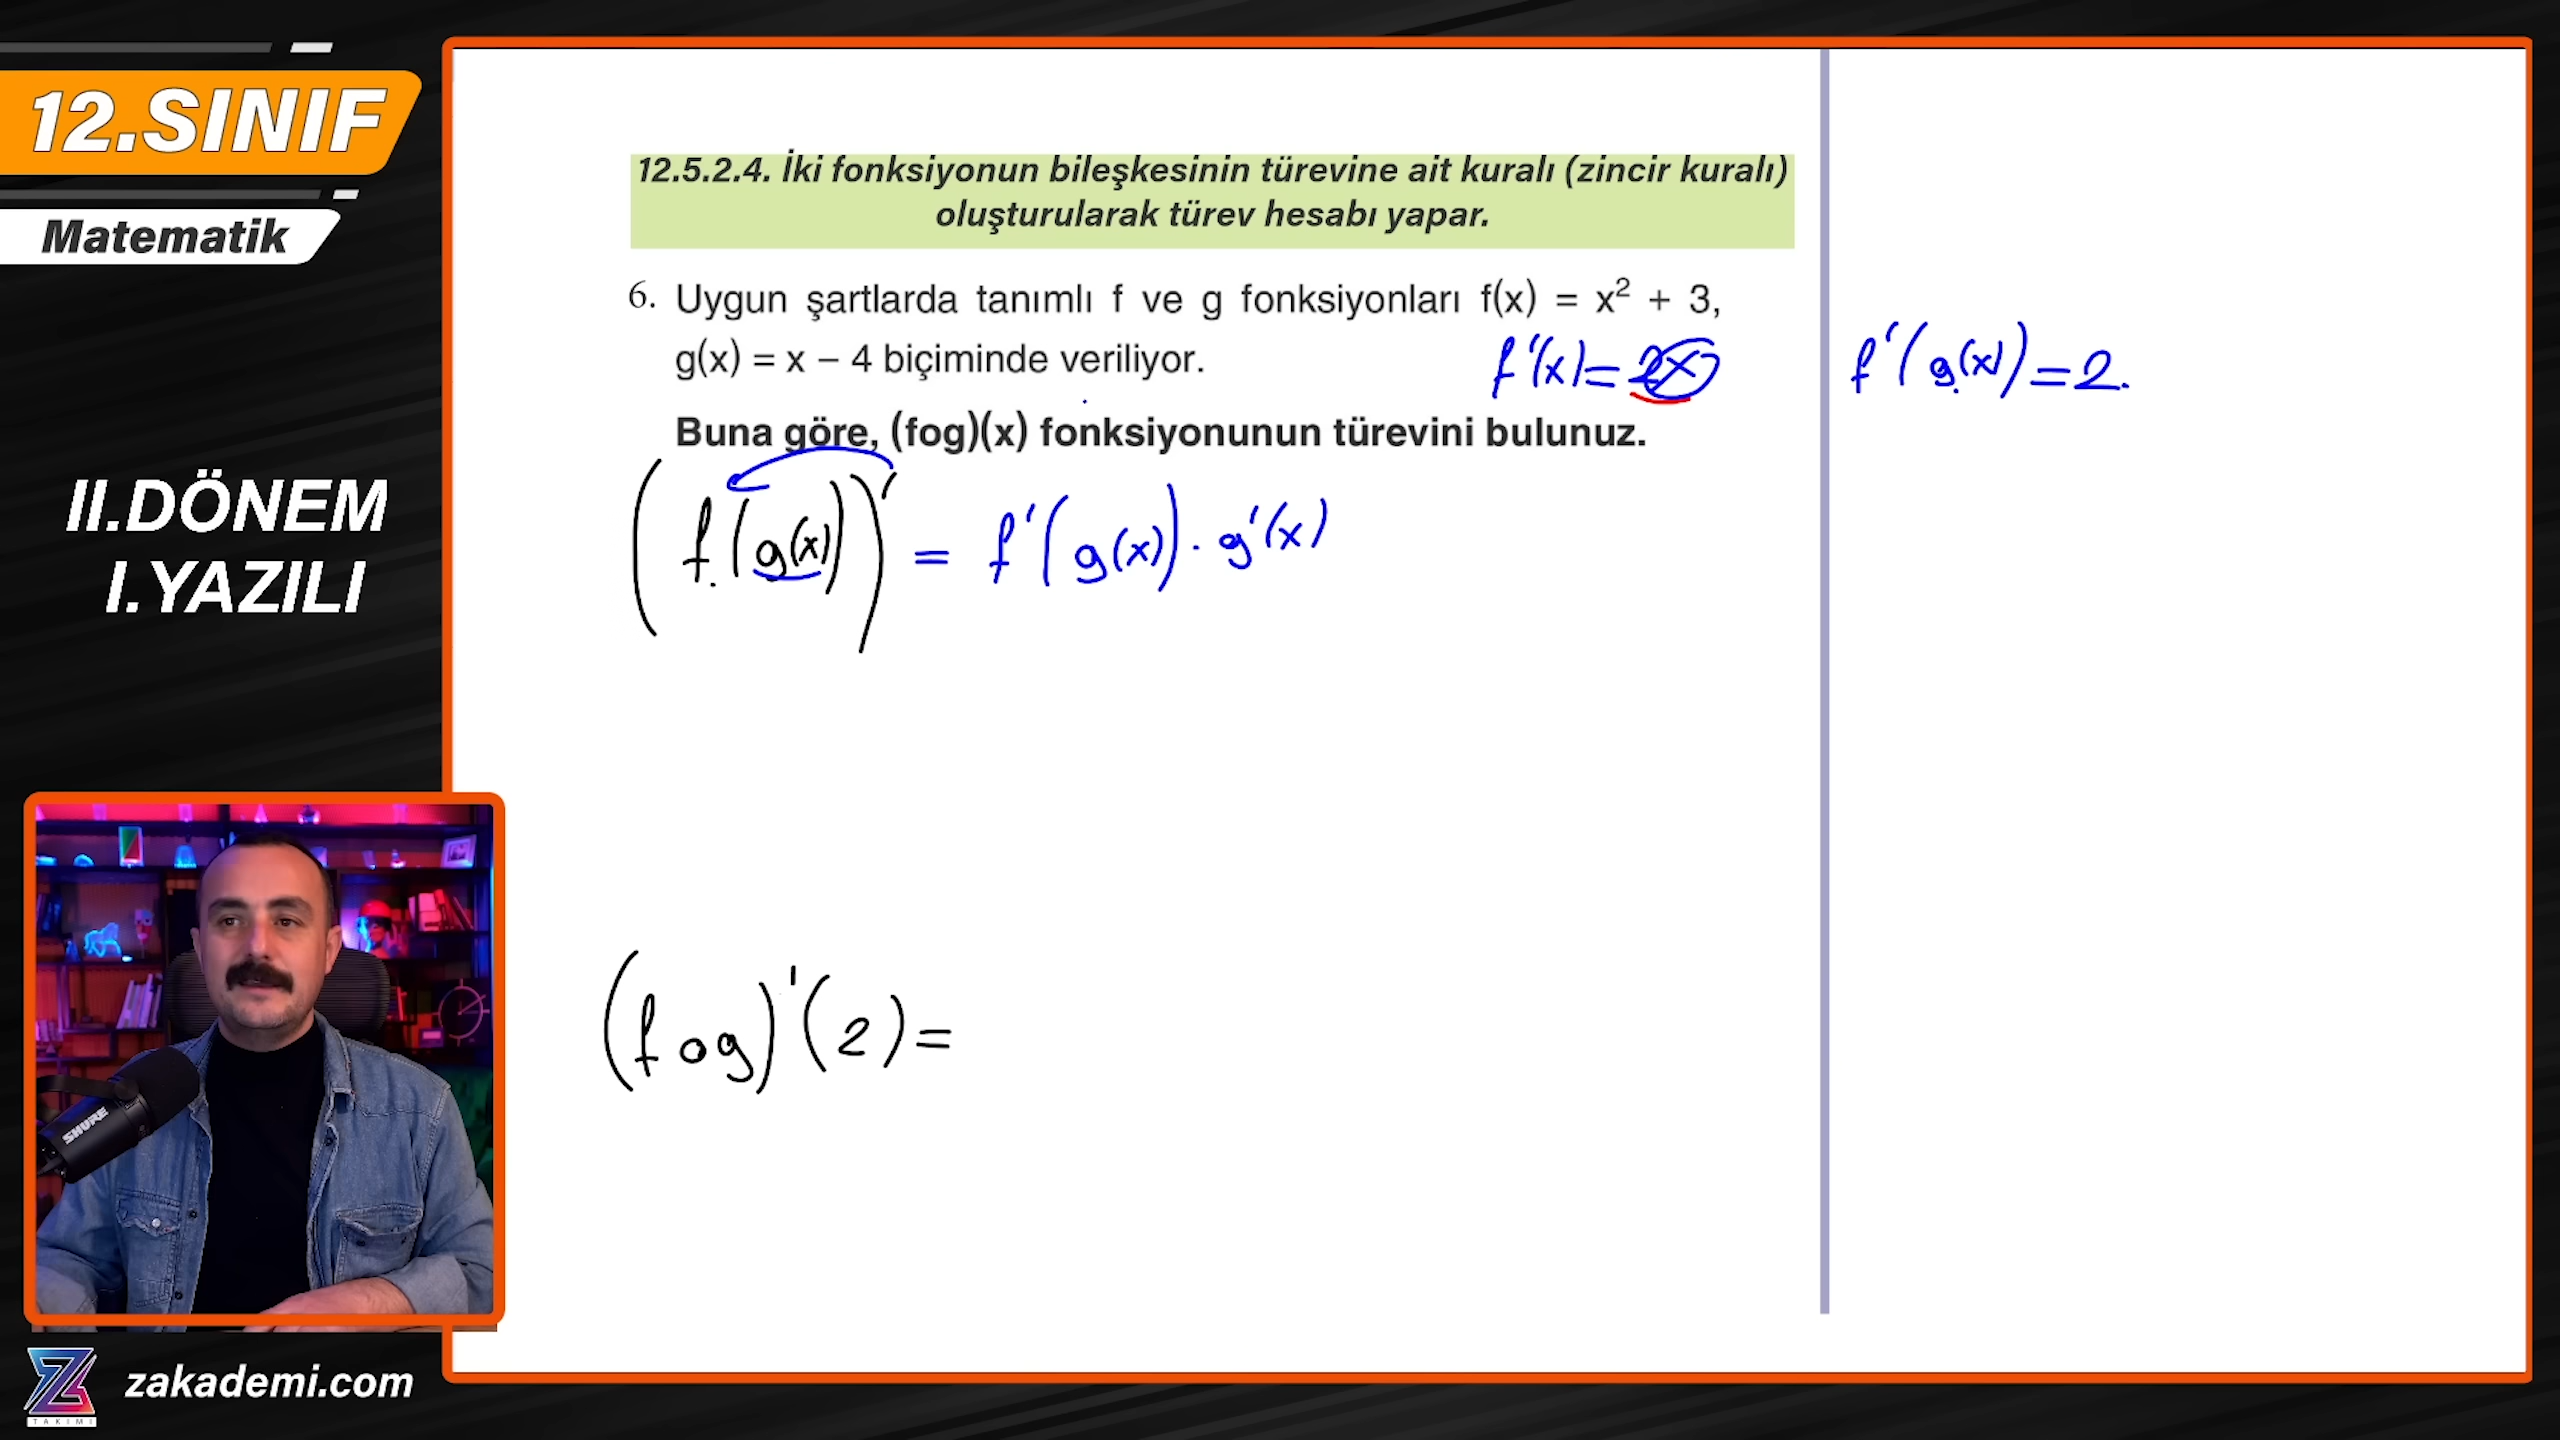 12.SINIF
Matematik
II.DÖNEM
I.YAZILI
12.5.2.4. İki fonksiyonun bileşkesinin türevine ait kuralı (zincir kuralı)
oluşturularak türev hesabı yapar.
6. Uygun şartlarda tanımlı f ve g fonksiyonları f(x) = x² + 3,
g(x) = x – 4 biçiminde veriliyor.
f'(x) = 2x
Buna göre, (fog)(x) fonksiyonunun türevini bulunuz.
(f(g(x)))' = f'(g(x)) · g'(x)
(fog)'(2) =
f'(g(x)) = 2.
SHURE
zakademi.com
TAKIMI